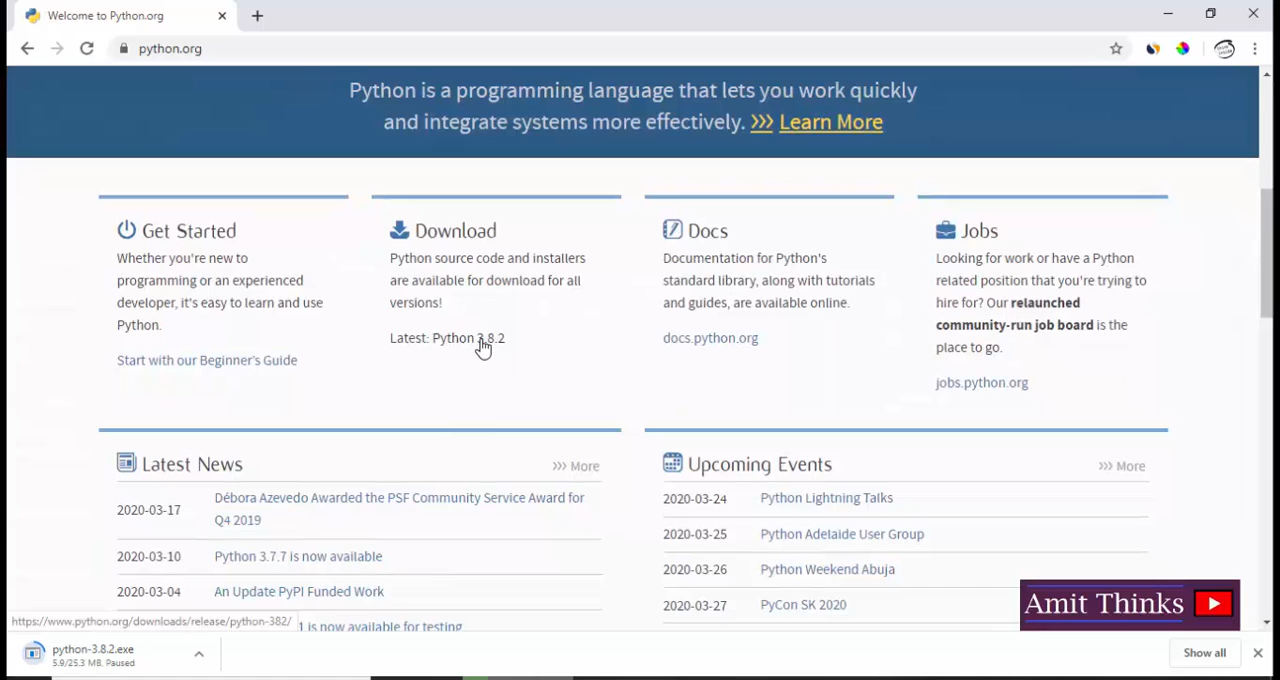 Welcome to Python.org
python.org
Python is a programming language that lets you work quickly
and integrate systems more effectively. >>> Learn More
Get Started
Whether you're new to
programming or an experienced
developer, it's easy to learn and use
Python.
Start with our Beginner's Guide
Download
Python source code and installers
are available for download for all
versions!
Latest: Python 3.8.2
Docs
Documentation for Python's
standard library, along with tutorials
and guides, are available online.
docs.python.org
Jobs
Looking for work or have a Python
related position that you're trying to
hire for? Our relaunched
community-run job board is the
place to go.
jobs.python.org
Latest News
>>> More
2020-03-17 Débora Azevedo Awarded the PSF Community Service Award for
Q4 2019
2020-03-10 Python 3.7.7 is now available
2020-03-04 An Update PyPI Funded Work
1 is now available for testing
Upcoming Events
>>> More
2020-03-24 Python Lightning Talks
2020-03-25 Python Adelaide User Group
2020-03-26 Python Weekend Abuja
2020-03-27 PyCon SK 2020
Amit Thinks
https://www.python.org/downloads/release/python-382/
python-3.8.2.exe
5.9/25.3 MB, Paused
Show all